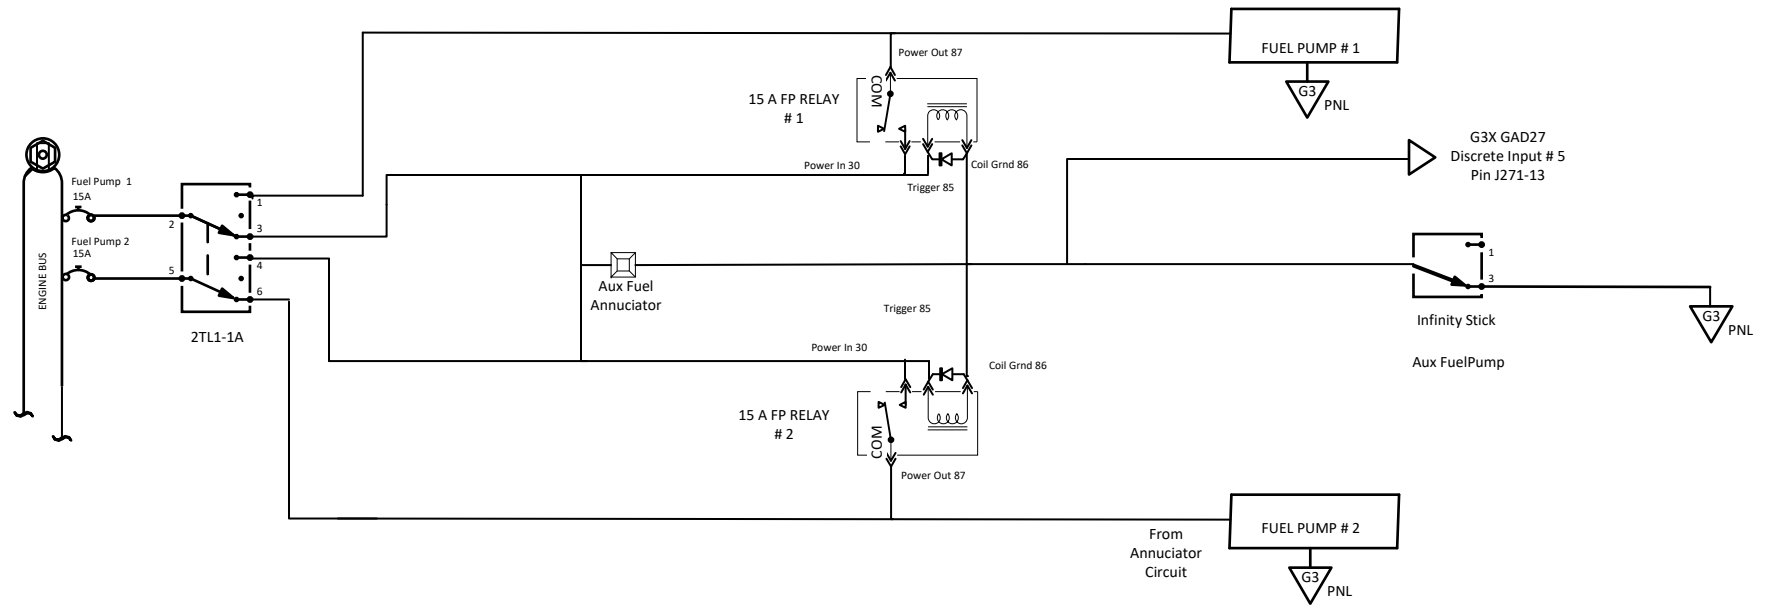 Power Out 87
FUEL PUMP # 1
COM
15 A FP RELAY
# 1
G3
PNL
G3X GAD27
Discrete Input # 5
Pin J271-13
Power In 30
Coil Grnd 86
Trigger 85
Fuel Pump 1
15A
1
2
3
Fuel Pump 2
15A
4
5
6
ENGINE BUS
2TL1-1A
Aux Fuel
Annuciator
1
3
Infinity Stick
Aux FuelPump
G3
PNL
Trigger 85
Power In 30
Coil Grnd 86
15 A FP RELAY
# 2
COM
Power Out 87
From
Annuciator
Circuit
FUEL PUMP # 2
G3
PNL